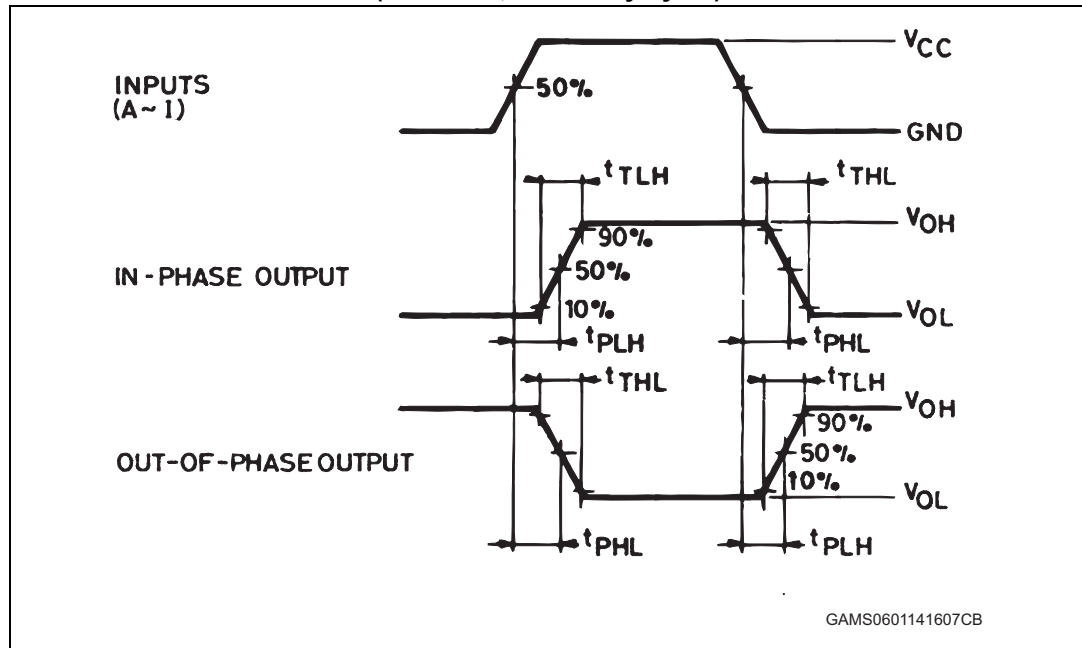 VCC
INPUTS
(A~I)
50%
GND
tTLH
tTHL
VOH
90%
IN-PHASE OUTPUT
50%
10%
VOL
tPLH
tPHL
tTHL
tTLH
VOH
90%
OUT-OF-PHASE OUTPUT
50%
10%
VOL
tPHL
tPLH
GAMS0601141607CB